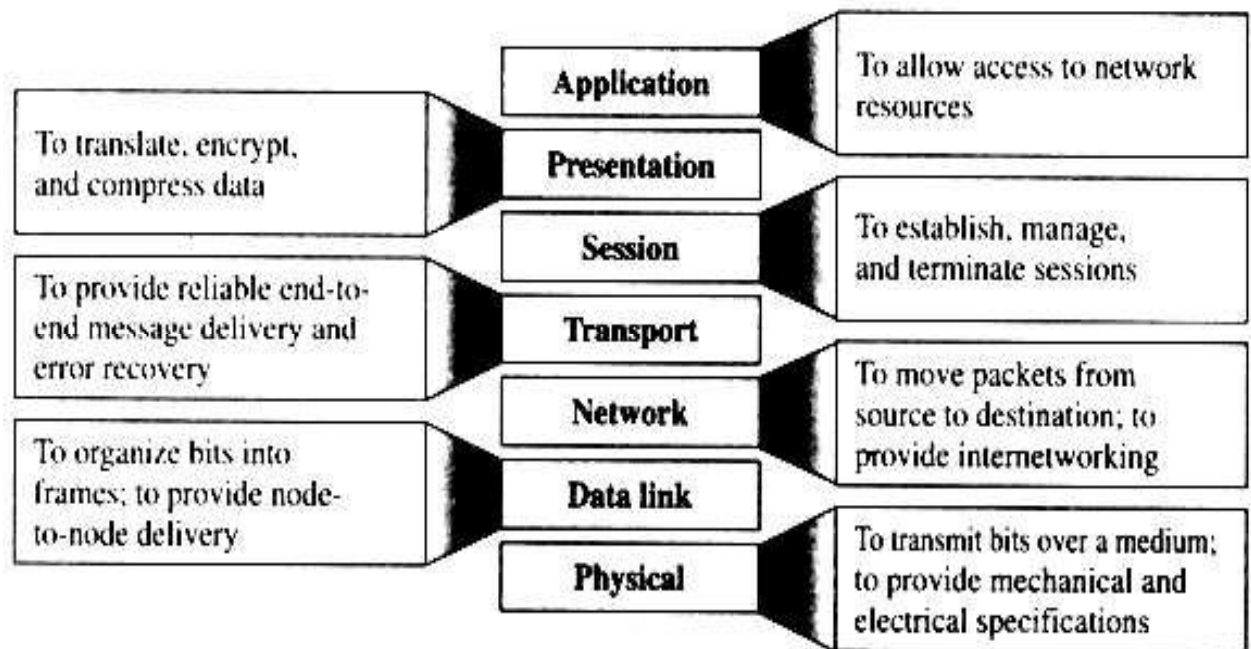 Application
To allow access to network
resources
To translate, encrypt,
and compress data
Presentation
Session
To establish, manage,
and terminate sessions
To provide reliable end-to-
end message delivery and
error recovery
Transport
Network
To move packets from
source to destination; to
provide internetworking
To organize bits into
frames; to provide node-
to-node delivery
Data link
Physical
To transmit bits over a medium;
to provide mechanical and
electrical specifications